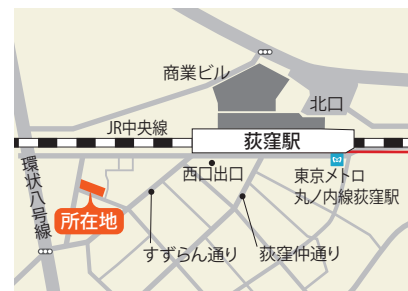 商業ビル
北口
JR中央線
荻窪駅
西口出口
東京メトロ
丸ノ内線荻窪駅
環状八号線
所在地
すずらん通り
荻窪仲通り